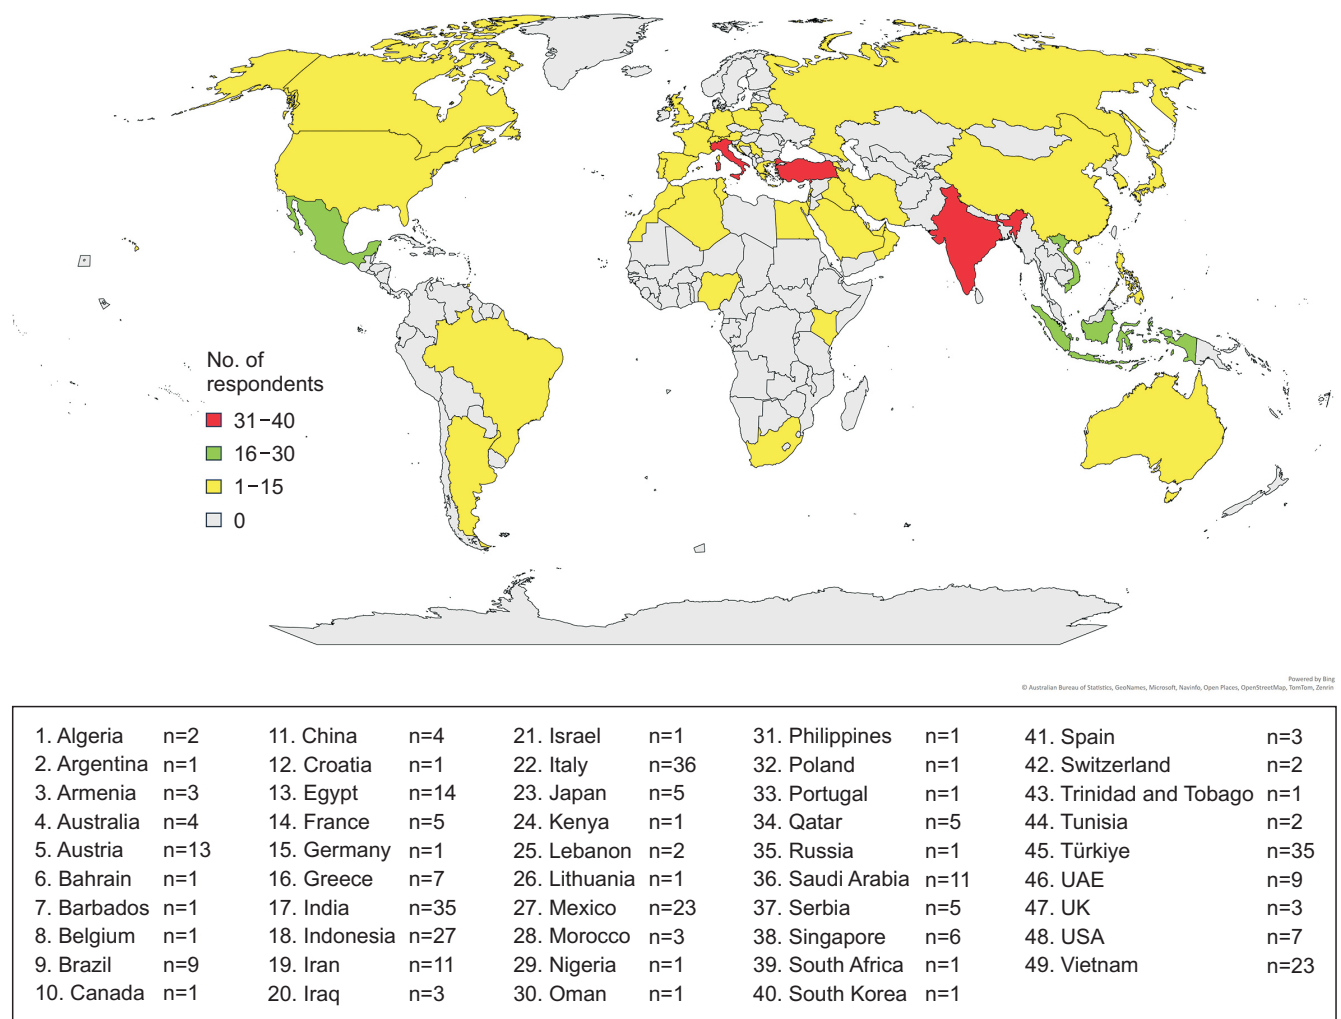 No. of
respondents
31–40
16–30
1–15
0
Powered by Bing
© Australian Bureau of Statistics, GeoNames, Microsoft, Navinfo, Open Places, OpenStreetMap, TomTom, Zenrin
1. Algeria n=2
2. Argentina n=1
3. Armenia n=3
4. Australia n=4
5. Austria n=13
6. Bahrain n=1
7. Barbados n=1
8. Belgium n=1
9. Brazil n=9
10. Canada n=1
11. China n=4
12. Croatia n=1
13. Egypt n=14
14. France n=5
15. Germany n=1
16. Greece n=7
17. India n=35
18. Indonesia n=27
19. Iran n=11
20. Iraq n=3
21. Israel n=1
22. Italy n=36
23. Japan n=5
24. Kenya n=1
25. Lebanon n=2
26. Lithuania n=1
27. Mexico n=23
28. Morocco n=3
29. Nigeria n=1
30. Oman n=1
31. Philippines n=1
32. Poland n=1
33. Portugal n=1
34. Qatar n=5
35. Russia n=1
36. Saudi Arabia n=11
37. Serbia n=5
38. Singapore n=6
39. South Africa n=1
40. South Korea n=1
41. Spain n=3
42. Switzerland n=2
43. Trinidad and Tobago n=1
44. Tunisia n=2
45. Türkiye n=35
46. UAE n=9
47. UK n=3
48. USA n=7
49. Vietnam n=23